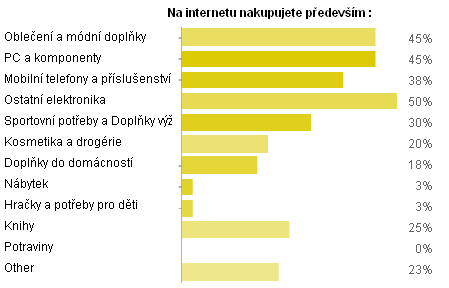 Na internetu nakupujete především :
Oblečení a módní doplňky 45%
PC a komponenty 45%
Mobilní telefony a příslušenství 38%
Ostatní elektronika 50%
Sportovní potřeby a Doplňky výž 30%
Kosmetika a drogérie 20%
Doplňky do domácností 18%
Nábytek 3%
Hračky a potřeby pro děti 3%
Knihy 25%
Potraviny 0%
Other 23%